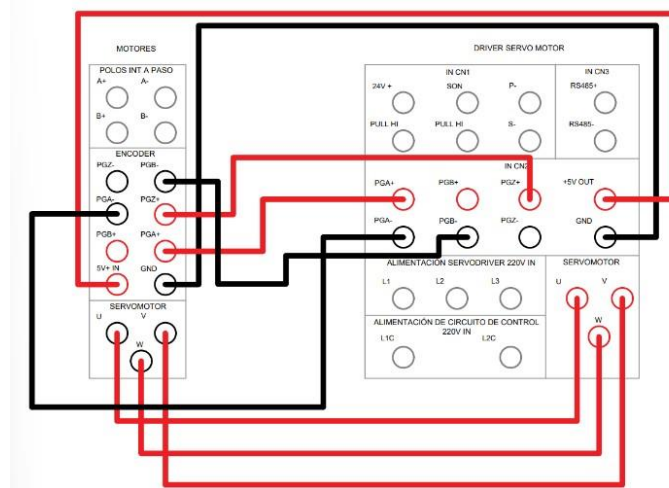 MOTORES
POLOS INT A PASO
A+ A-
B+ B-
ENCODER
PGZ- PGB-
PGA- PGZ+
PGB+ PGA+
5V+ IN GND
SERVOMOTOR
U V
W
DRIVER SERVO MOTOR
IN CN1
24V + SON P-
PULL HI PULL HI S-
IN CN3
RS485+
RS485-
IN CN2
PGA+ PGB+ PGZ+ +5V OUT
PGA- PGB- PGZ- GND
ALIMENTACIÓN SERVODRIVER 220V IN
L1 L2 L3
ALIMENTACIÓN DE CIRCUITO DE CONTROL
220V IN
L1C L2C
SERVOMOTOR
U V
W